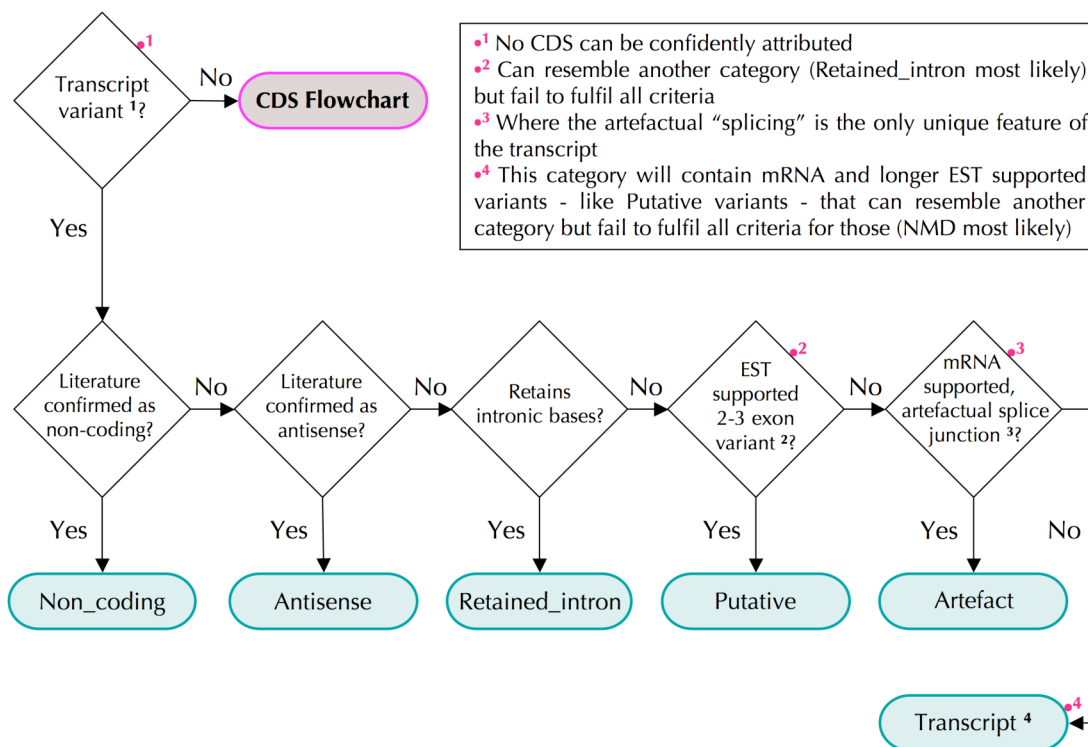 •1
Transcript
variant 1?
No
CDS Flowchart
•1 No CDS can be confidently attributed
•2 Can resemble another category (Retained_intron most likely)
but fail to fulfil all criteria
•3 Where the artefactual “splicing” is the only unique feature of
the transcript
•4 This category will contain mRNA and longer EST supported
variants - like Putative variants - that can resemble another
category but fail to fulfil all criteria for those (NMD most likely)
Yes
Literature
confirmed as
non-coding?
No
Literature
confirmed as
antisense?
No
Retains
intronic bases?
No
•2
EST
supported
2-3 exon
variant 2?
No
•3
mRNA
supported,
artefactual splice
junction 3?
Yes
Yes
Yes
Yes
Yes
No
Non_coding
Antisense
Retained_intron
Putative
Artefact
•4
Transcript 4